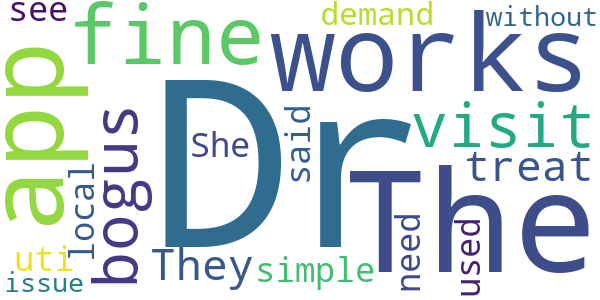 see
fine
demand
without
works
app
Dr
bogus
She
said
visit
The
treat
local
uti
They
simple
need
used
issue